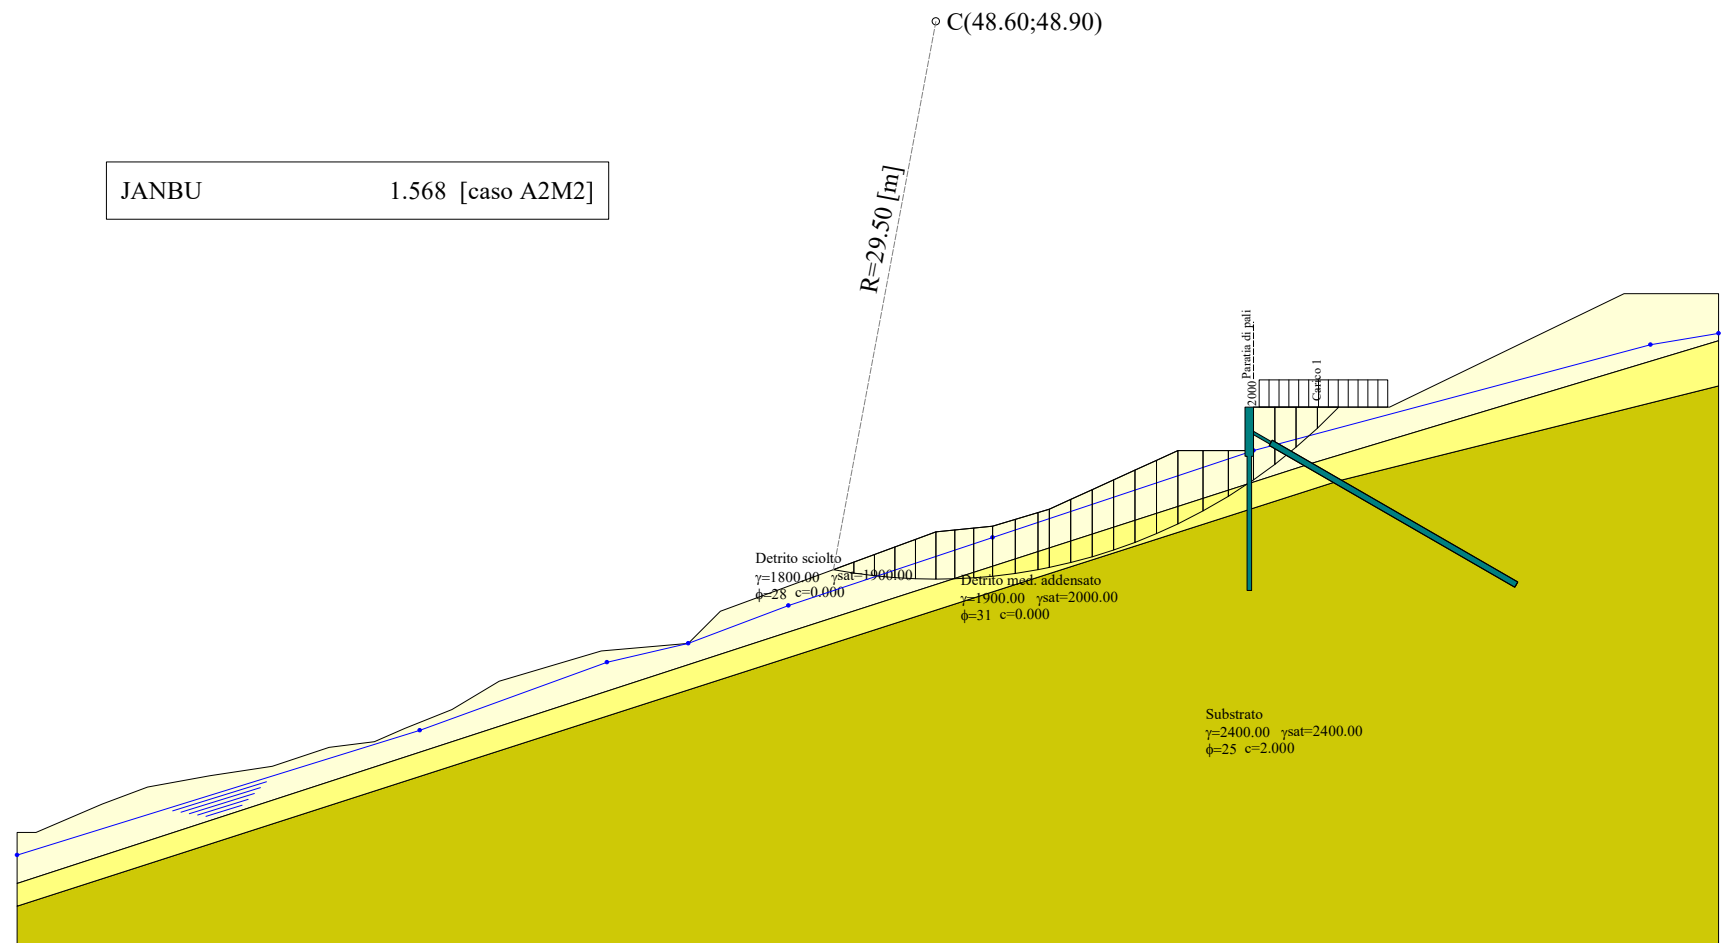 C(48.60;48.90)
JANBU 1.568 [caso A2M2]
R=29.50 [m]
Paratia di pali
2000
Carico 1
Detrito sciolto
γ=1800.00 γsat=1900.00
ϕ=28 c=0.000
Detrito med. addensato
γ=1900.00 γsat=2000.00
ϕ=31 c=0.000
Substrato
γ=2400.00 γsat=2400.00
ϕ=25 c=2.000